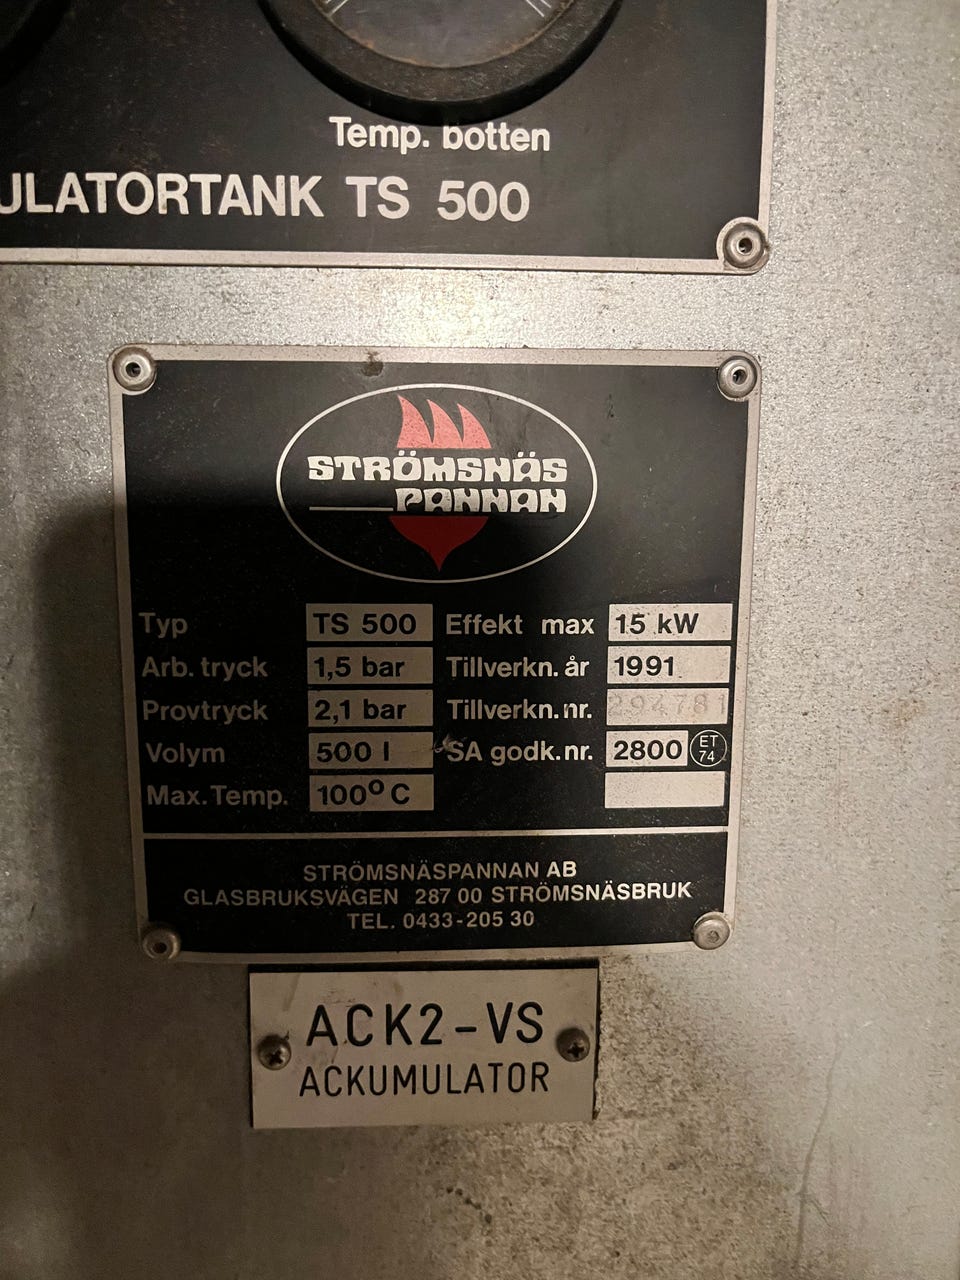 Temp. botten
ULATORTANK TS 500
STRÖMSNÄS
PANNAN
Typ TS 500 Effekt max 15 kW
Arb. tryck 1,5 bar Tillverkn. år 1991
Provtryck 2,1 bar Tillverkn.nr. 294781
Volym 500 l SA godk.nr. 2800 ET 74
Max. Temp. 100° C
STRÖMSNÄSPANNAN AB
GLASBRUKSVÄGEN 287 00 STRÖMSNÄSBRUK
TEL. 0433-205 30
ACK2-VS
ACKUMULATOR